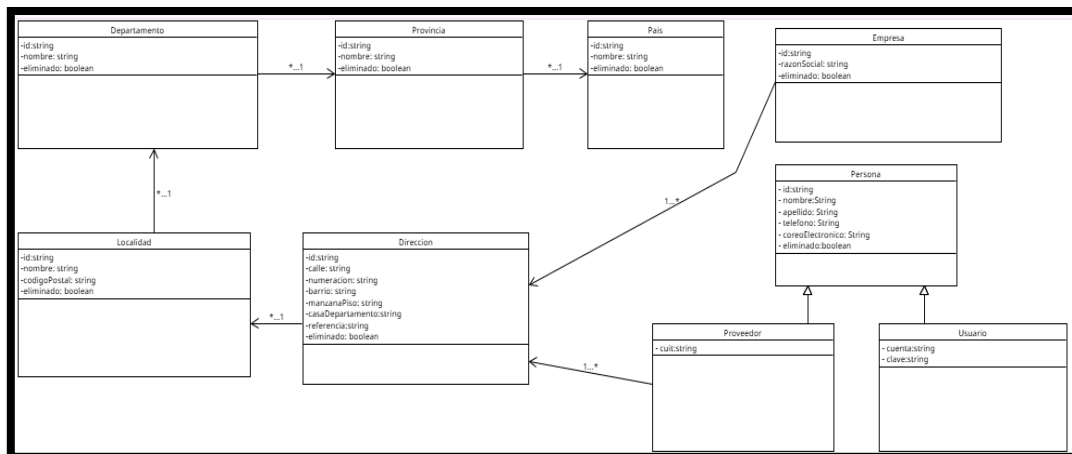 Departamento
-id:string
-nombre: string
-eliminado: boolean
*...1
Provincia
-id:string
-nombre: string
-eliminado: boolean
*...1
Pais
-id:string
-nombre: string
-eliminado: boolean
Empresa
-id:string
-razonSocial: string
-eliminado: boolean
1...*
Persona
- id:string
- nombre:String
- apellido: String
- telefono: String
- coreoElectronico: String
- eliminado:boolean
*...1
Localidad
-id:string
-nombre: string
-codigoPostal: string
-eliminado: boolean
*...1
Direccion
-id:string
-calle: string
-numeracion: string
-barrio: string
-manzanaPiso: string
-casaDepartamento:string
-referencia:string
-eliminado: boolean
1...*
Proveedor
- cuit:string
Usuario
- cuenta:string
- clave:string